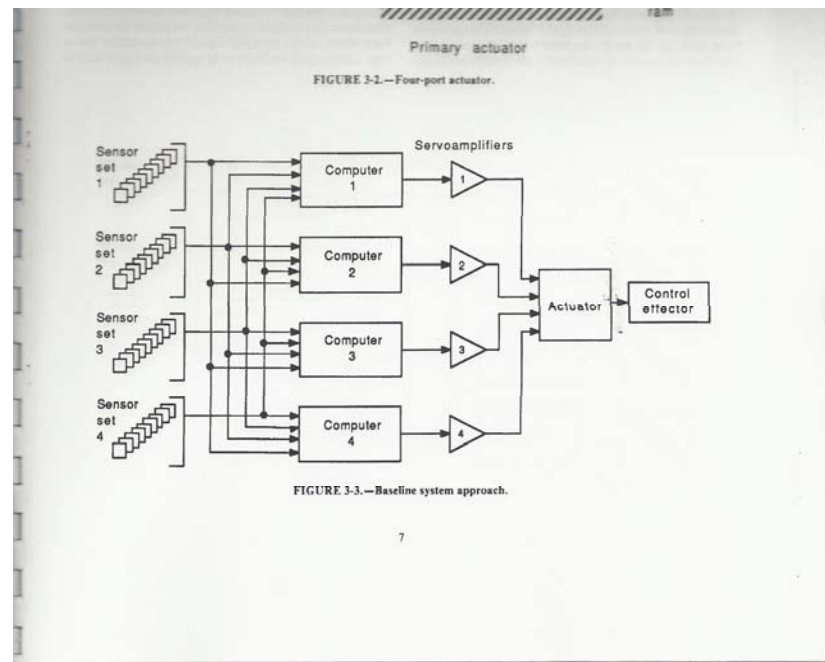 ram
Primary actuator
FIGURE 3-2.—Four-port actuator.
Servoamplifiers
Sensor
set
1
Computer
1
1
Sensor
set
2
Computer
2
2
Actuator
Control
effector
Sensor
set
3
Computer
3
3
Sensor
set
4
Computer
4
4
FIGURE 3-3.—Baseline system approach.
7